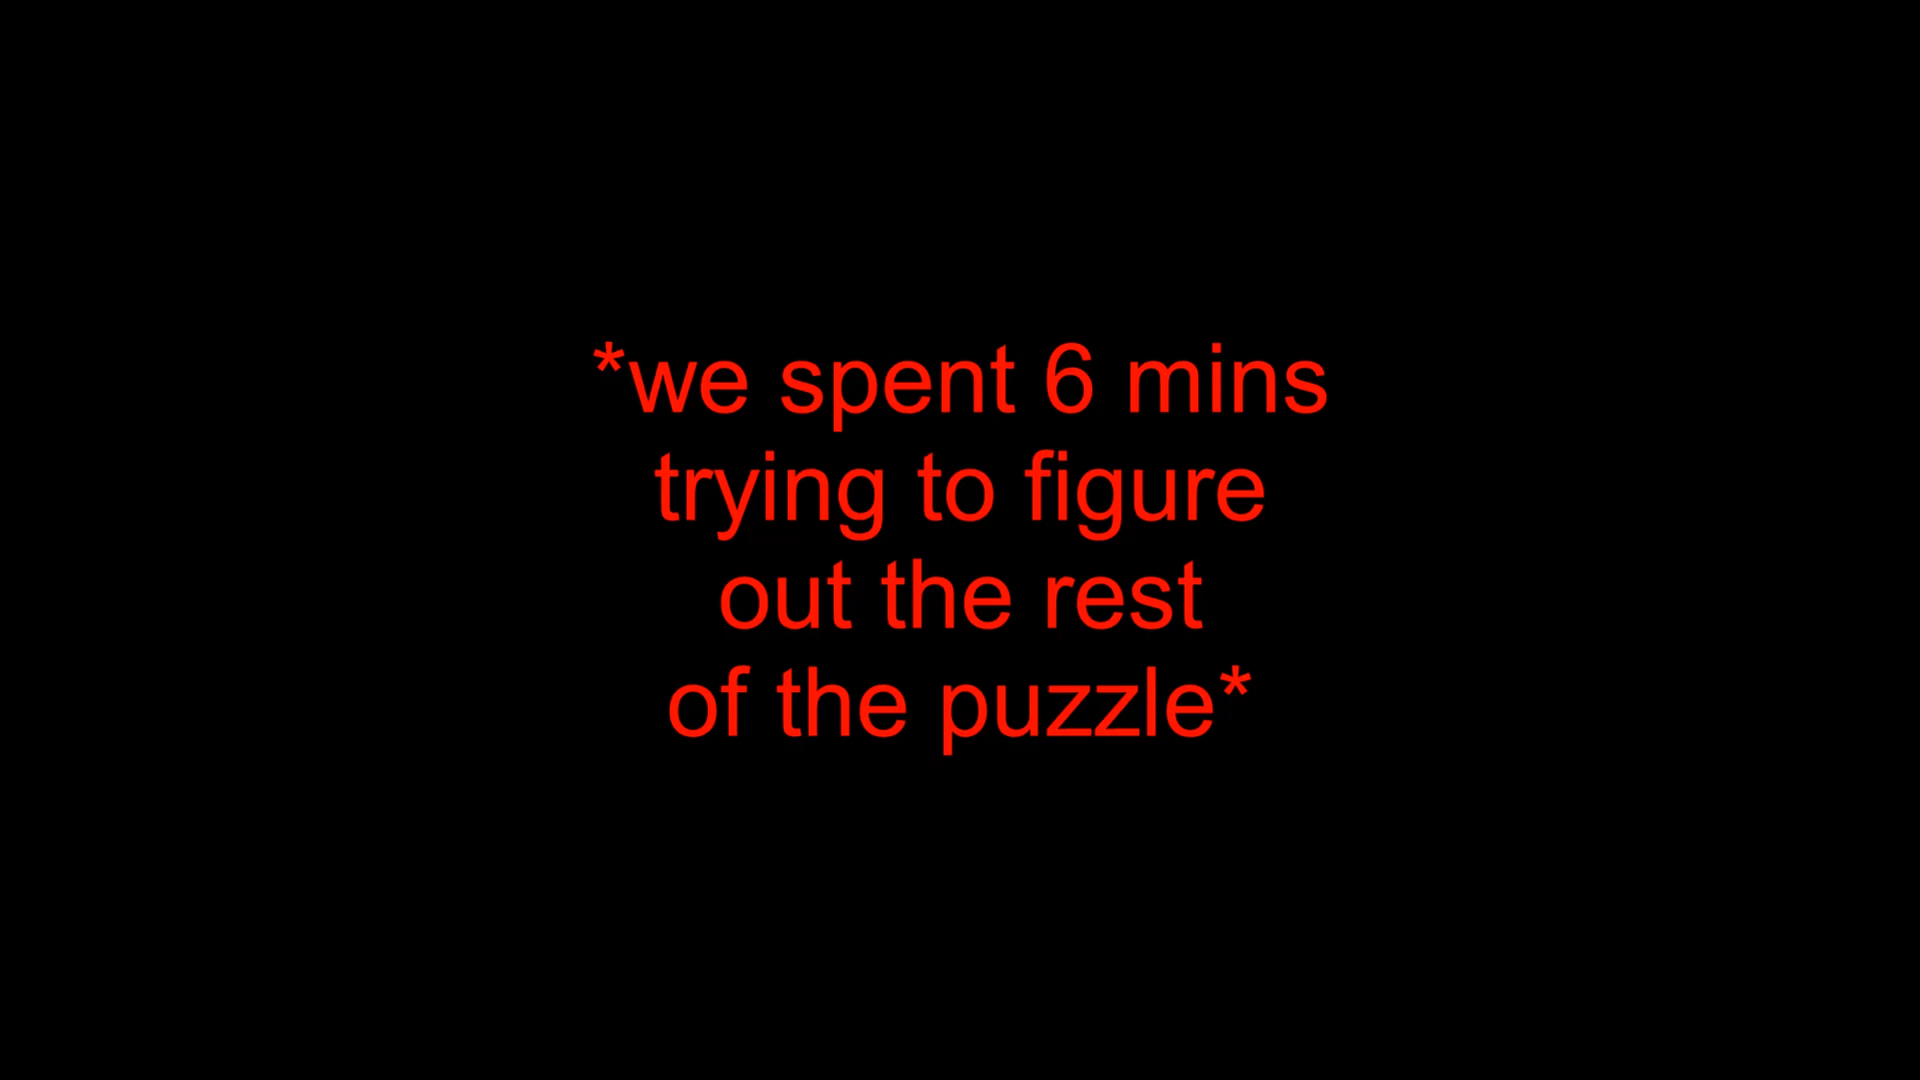 *we spent 6 mins
trying to figure
out the rest
of the puzzle*